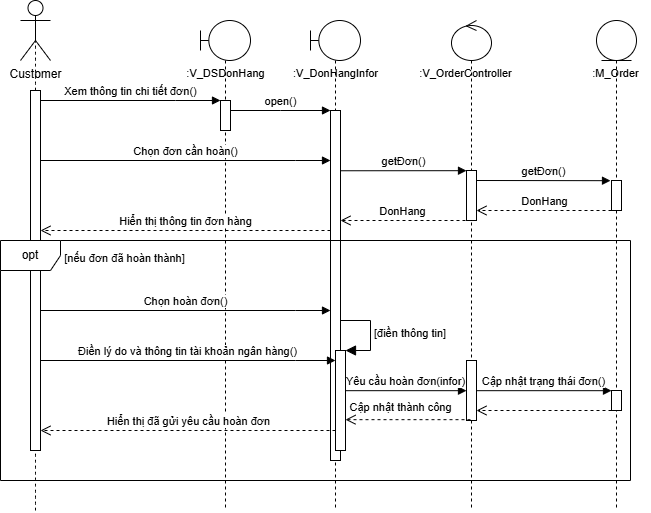 Customer
:V_DSDonHang
:V_DonHangInfor
:V_OrderController
:M_Order
Xem thông tin chi tiết đơn()
open()
Chọn đơn cần hoàn()
getĐơn()
getĐơn()
DonHang
DonHang
Hiển thị thông tin đơn hàng
opt
[nếu đơn đã hoàn thành]
Chọn hoàn đơn()
[điền thông tin]
Điền lý do và thông tin tài khoản ngân hàng()
Yêu cầu hoàn đơn(infor)
Cập nhật trạng thái đơn()
Cập nhật thành công
Hiển thị đã gửi yêu cầu hoàn đơn